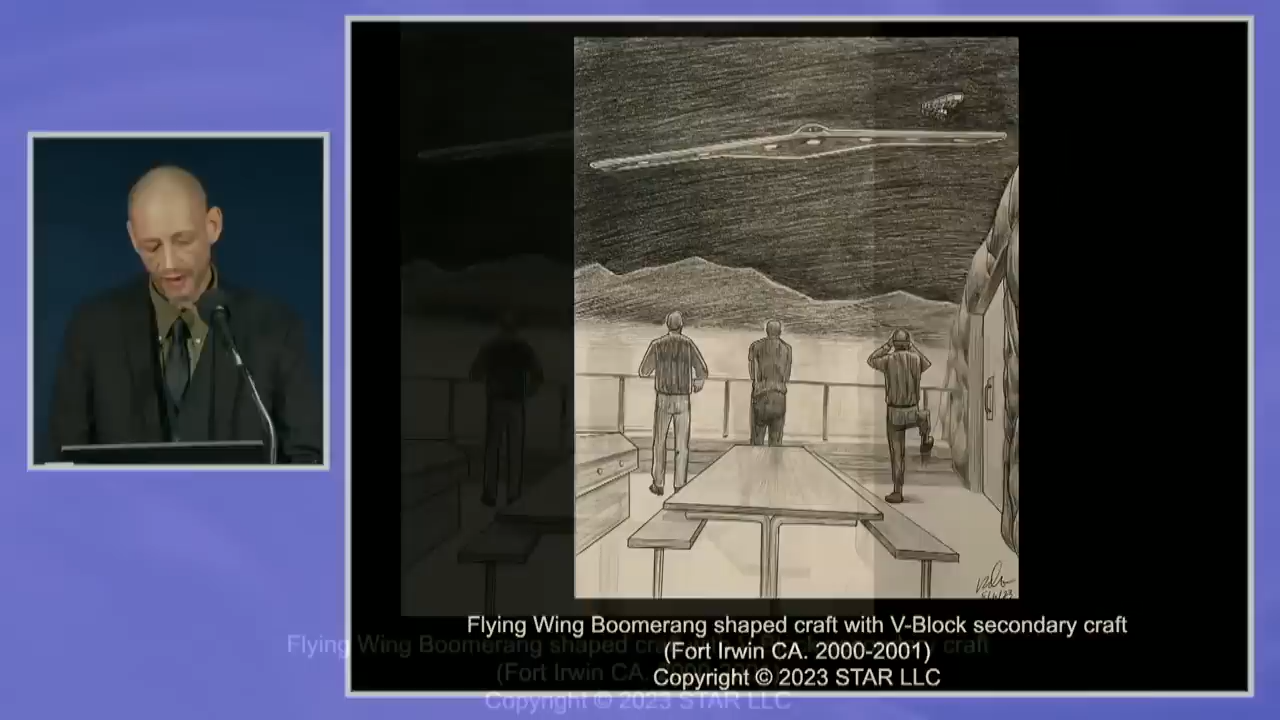 Flying Wing Boomerang shaped craft with V-Block secondary craft
(Fort Irwin CA. 2000-2001)
Copyright © 2023 STAR LLC